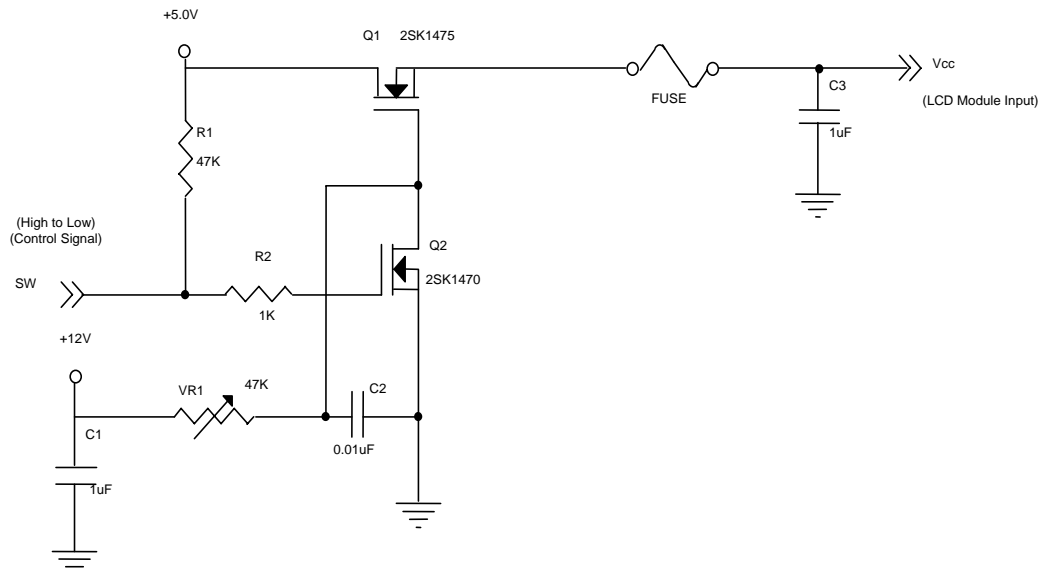 +5.0V
Q1 2SK1475
Vcc
FUSE
C3
(LCD Module Input)
R1
1uF
47K
(High to Low)
(Control Signal)
Q2
R2
SW
2SK1470
1K
+12V
VR1
47K
C2
C1
0.01uF
1uF